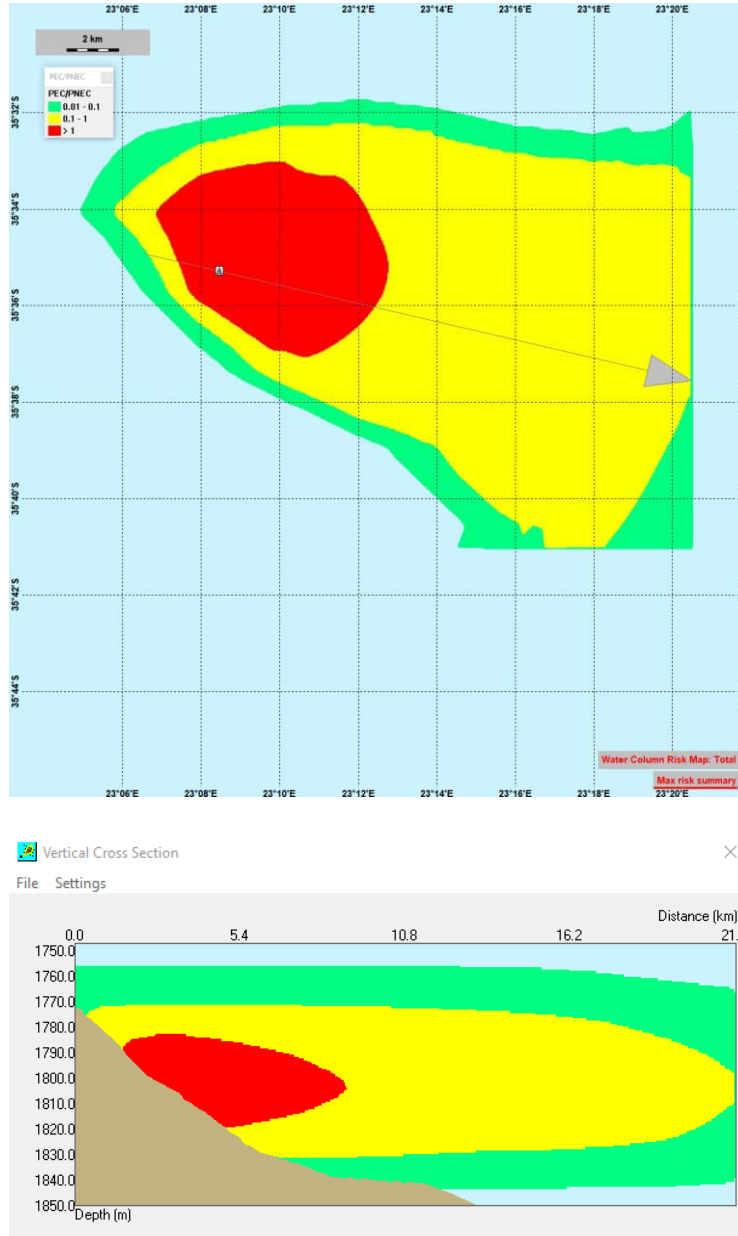 23°06'E 23°08'E 23°10'E 23°12'E 23°14'E 23°16'E 23°18'E 23°20'E
2 km
PEC/PNEC
PEC/PNEC
0.01 - 0.1
0.1 - 1
> 1
35°32'S
35°34'S
35°36'S
35°38'S
35°40'S
35°42'S
35°44'S
Water Column Risk Map: Total
Max risk summary
23°06'E 23°08'E 23°10'E 23°12'E 23°14'E 23°16'E 23°18'E 23°20'E
Vertical Cross Section
File Settings
Distance (km)
0.0 5.4 10.8 16.2 21.
1750.0
1760.0
1770.0
1780.0
1790.0
1800.0
1810.0
1820.0
1830.0
1840.0
1850.0
Depth (m)